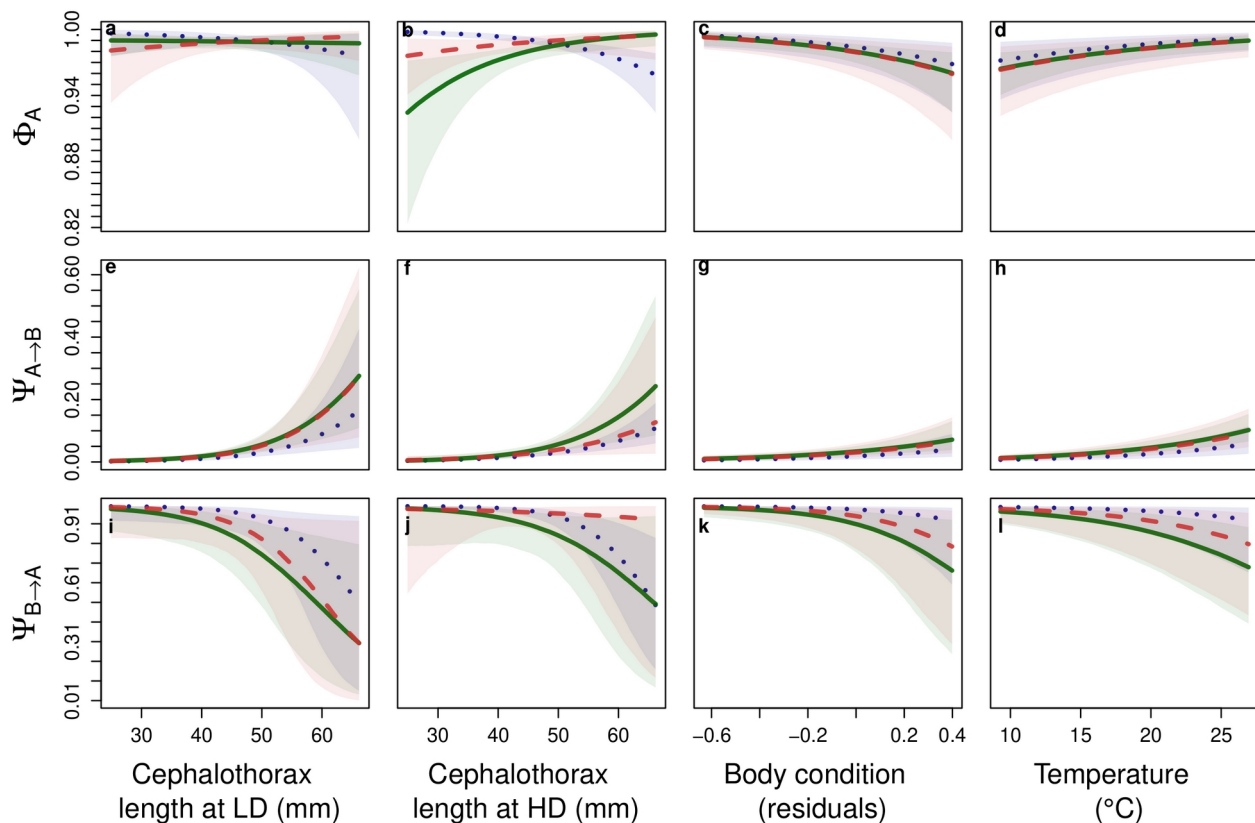 a b c d
1.00
0.94
0.88
0.82
Φ_A
e f g h
0.60
0.40
0.20
0.00
Ψ_A→B
i j k l
0.91
0.61
0.31
0.01
Ψ_B→A
30 40 50 60 30 40 50 60 −0.6 −0.2 0.2 0.4 10 15 20 25
Cephalothorax Cephalothorax Body condition Temperature
length at LD (mm) length at HD (mm) (residuals) (°C)